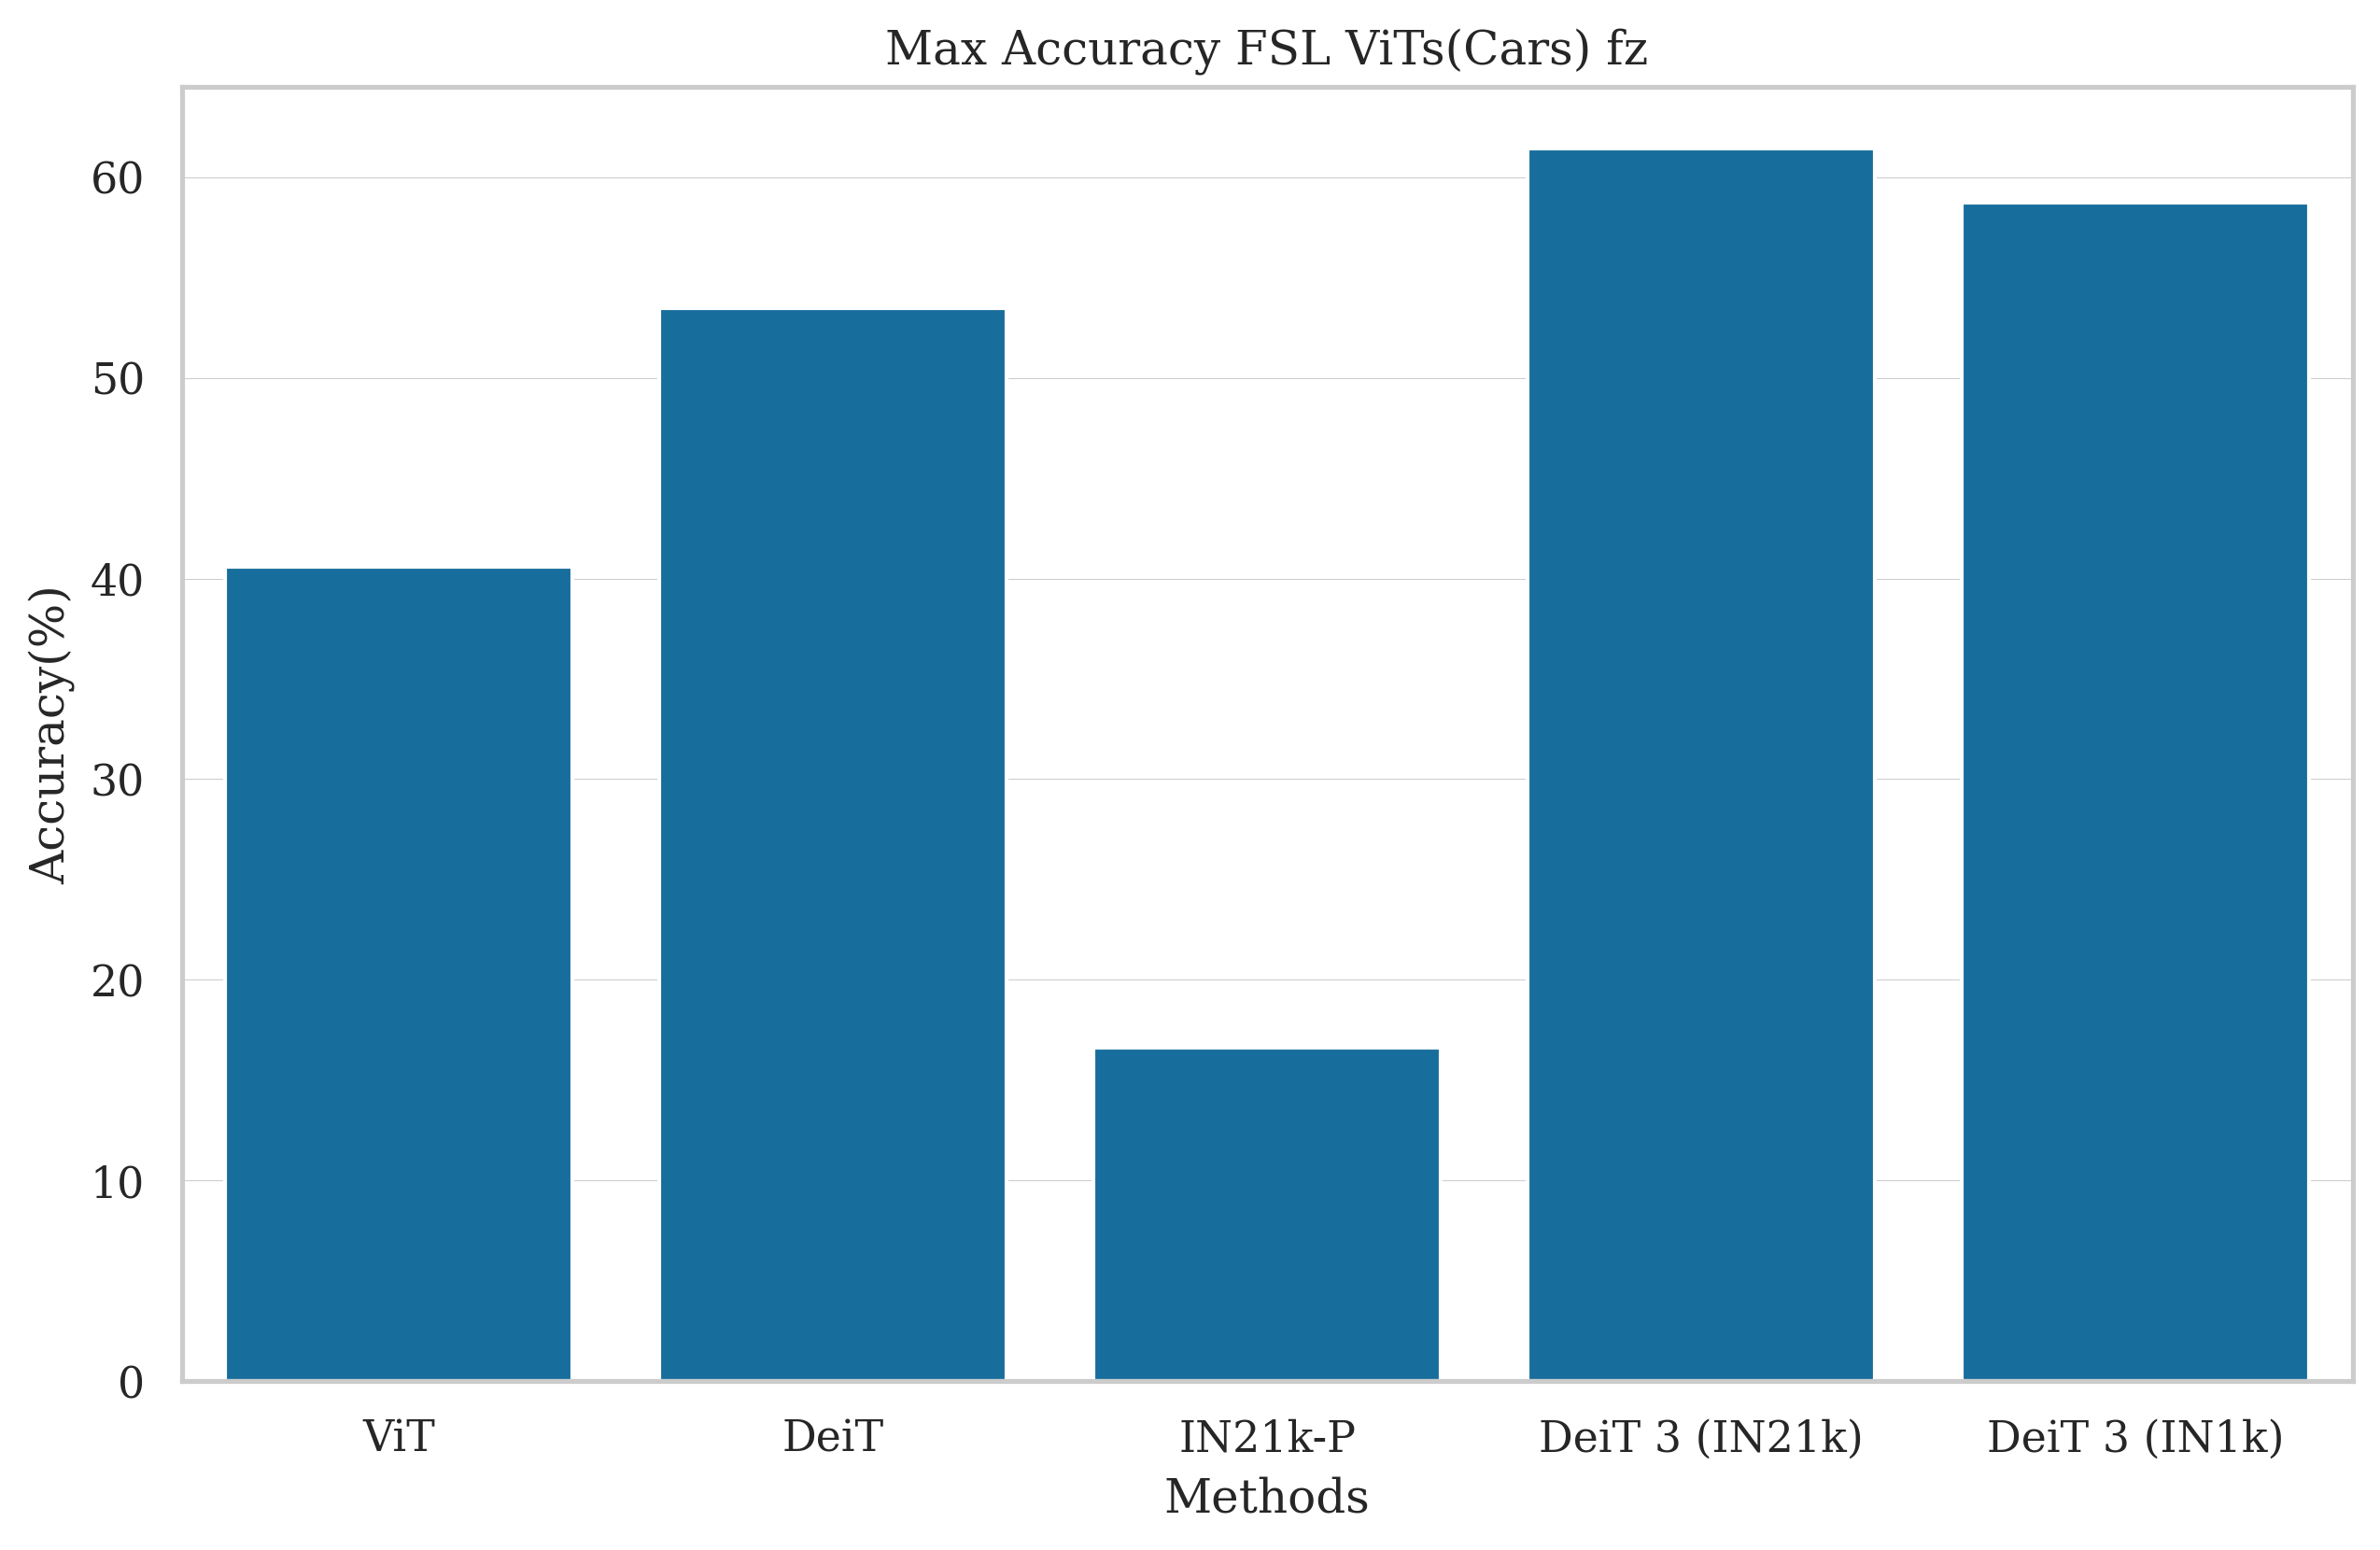 Max Accuracy FSL ViTs(Cars) fz
Accuracy(%)
60
50
40
30
20
10
0
ViT
DeiT
IN21k-P
DeiT 3 (IN21k)
DeiT 3 (IN1k)
Methods